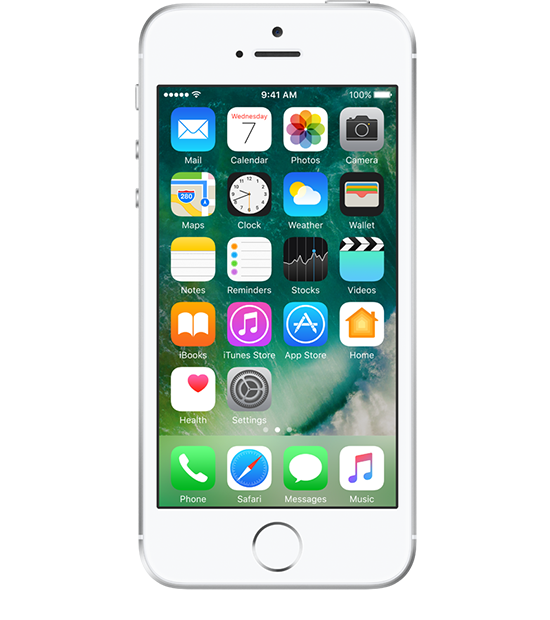 9:41 AM 100%
Wednesday
7
Mail Calendar Photos Camera
280
12
Maps Clock Weather Wallet
Notes Reminders Stocks Videos
iBooks iTunes Store App Store Home
Health Settings
Phone Safari Messages Music